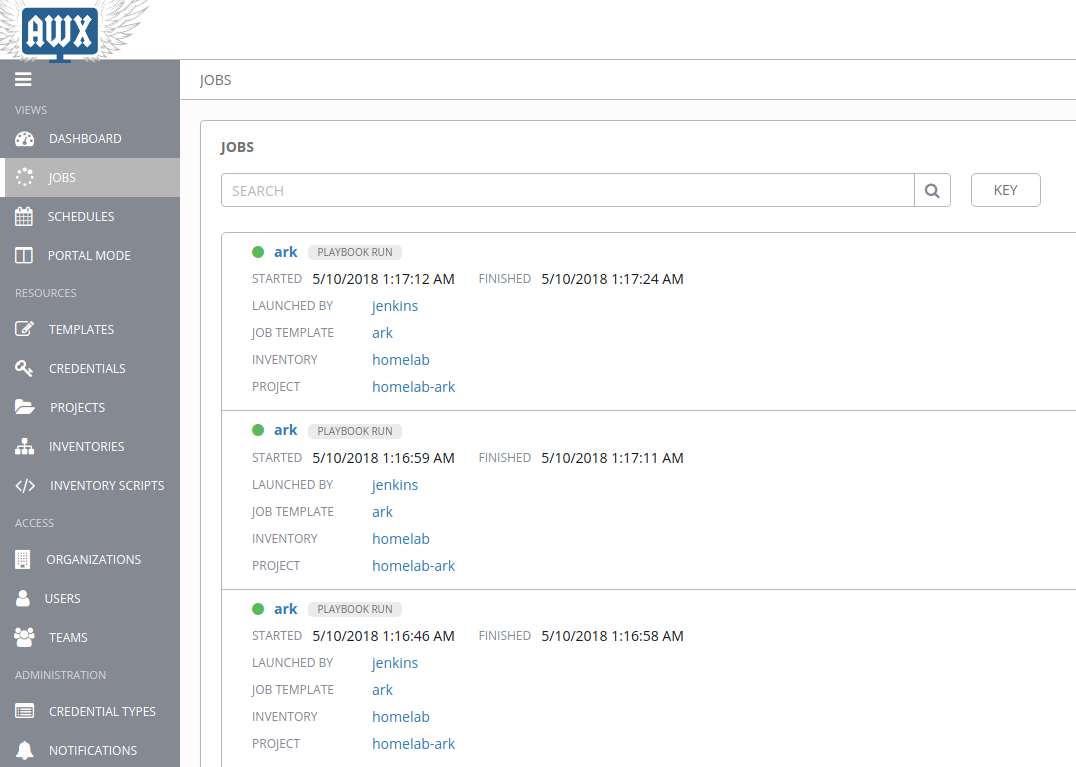 AWX
JOBS
VIEWS
DASHBOARD
JOBS
SCHEDULES
PORTAL MODE
RESOURCES
TEMPLATES
CREDENTIALS
PROJECTS
INVENTORIES
INVENTORY SCRIPTS
ACCESS
ORGANIZATIONS
USERS
TEAMS
ADMINISTRATION
CREDENTIAL TYPES
NOTIFICATIONS
JOBS
SEARCH
KEY
ark PLAYBOOK RUN
STARTED 5/10/2018 1:17:12 AM FINISHED 5/10/2018 1:17:24 AM
LAUNCHED BY jenkins
JOB TEMPLATE ark
INVENTORY homelab
PROJECT homelab-ark
ark PLAYBOOK RUN
STARTED 5/10/2018 1:16:59 AM FINISHED 5/10/2018 1:17:11 AM
LAUNCHED BY jenkins
JOB TEMPLATE ark
INVENTORY homelab
PROJECT homelab-ark
ark PLAYBOOK RUN
STARTED 5/10/2018 1:16:46 AM FINISHED 5/10/2018 1:16:58 AM
LAUNCHED BY jenkins
JOB TEMPLATE ark
INVENTORY homelab
PROJECT homelab-ark